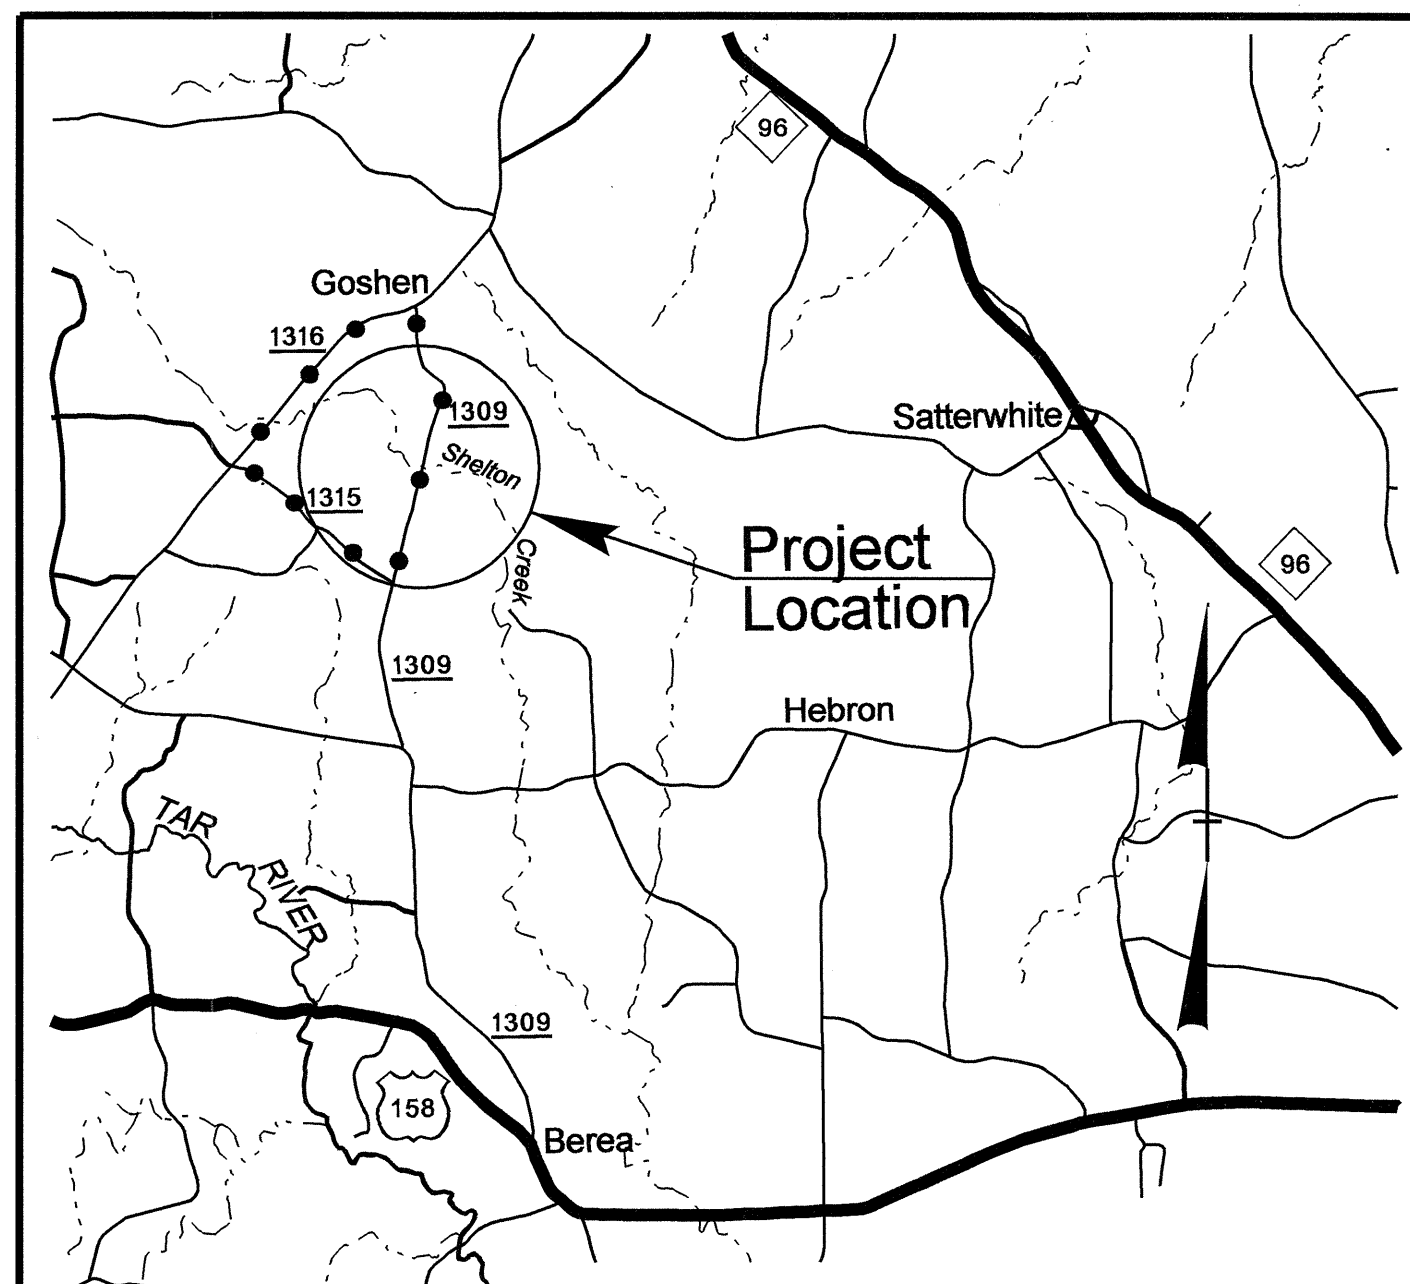 96
Goshen
1316
1309
Satterwhite
Shelton
1315
Project
Location
Creek
96
1309
Hebron
TAR
RIVER
1309
158
Berea